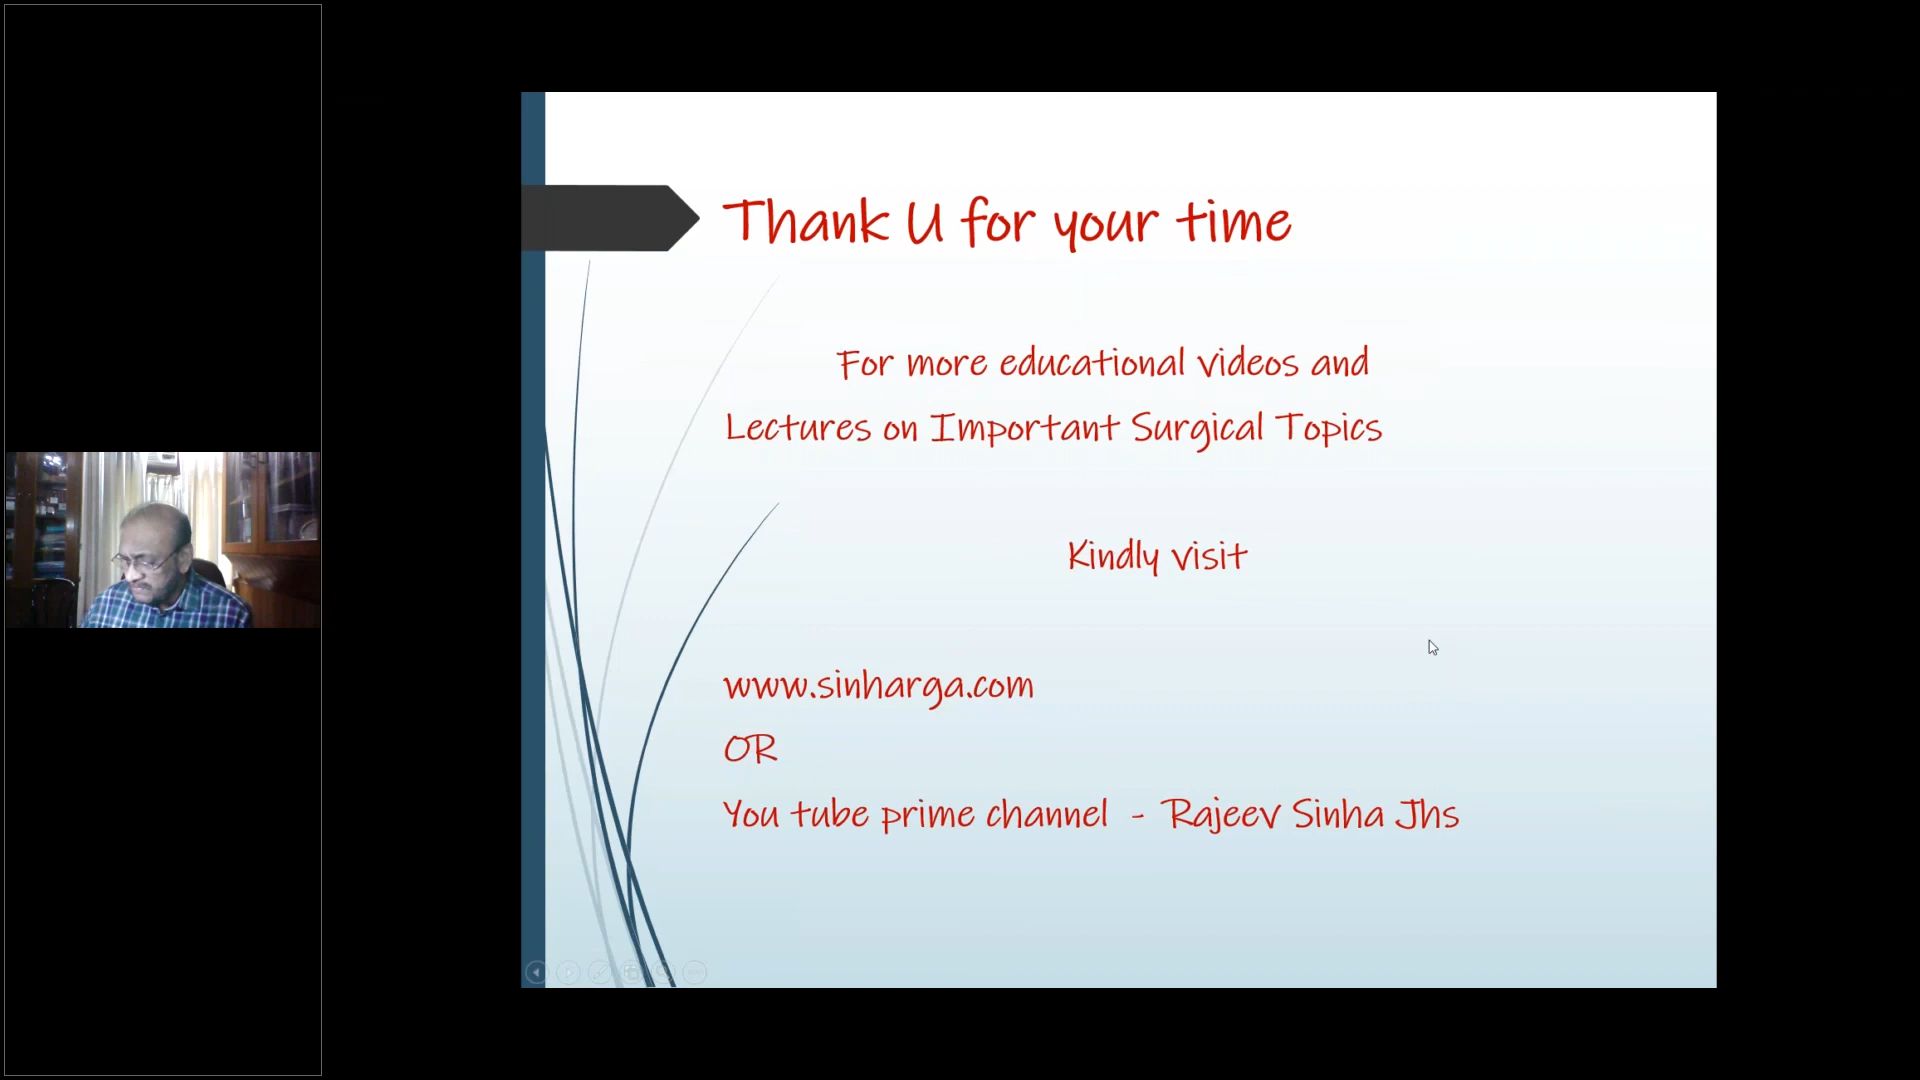 Thank U for your time
For more educational videos and
Lectures on Important Surgical Topics
Kindly visit
www.sinharga.com
OR
You tube prime channel - Rajeev Sinha Jhs